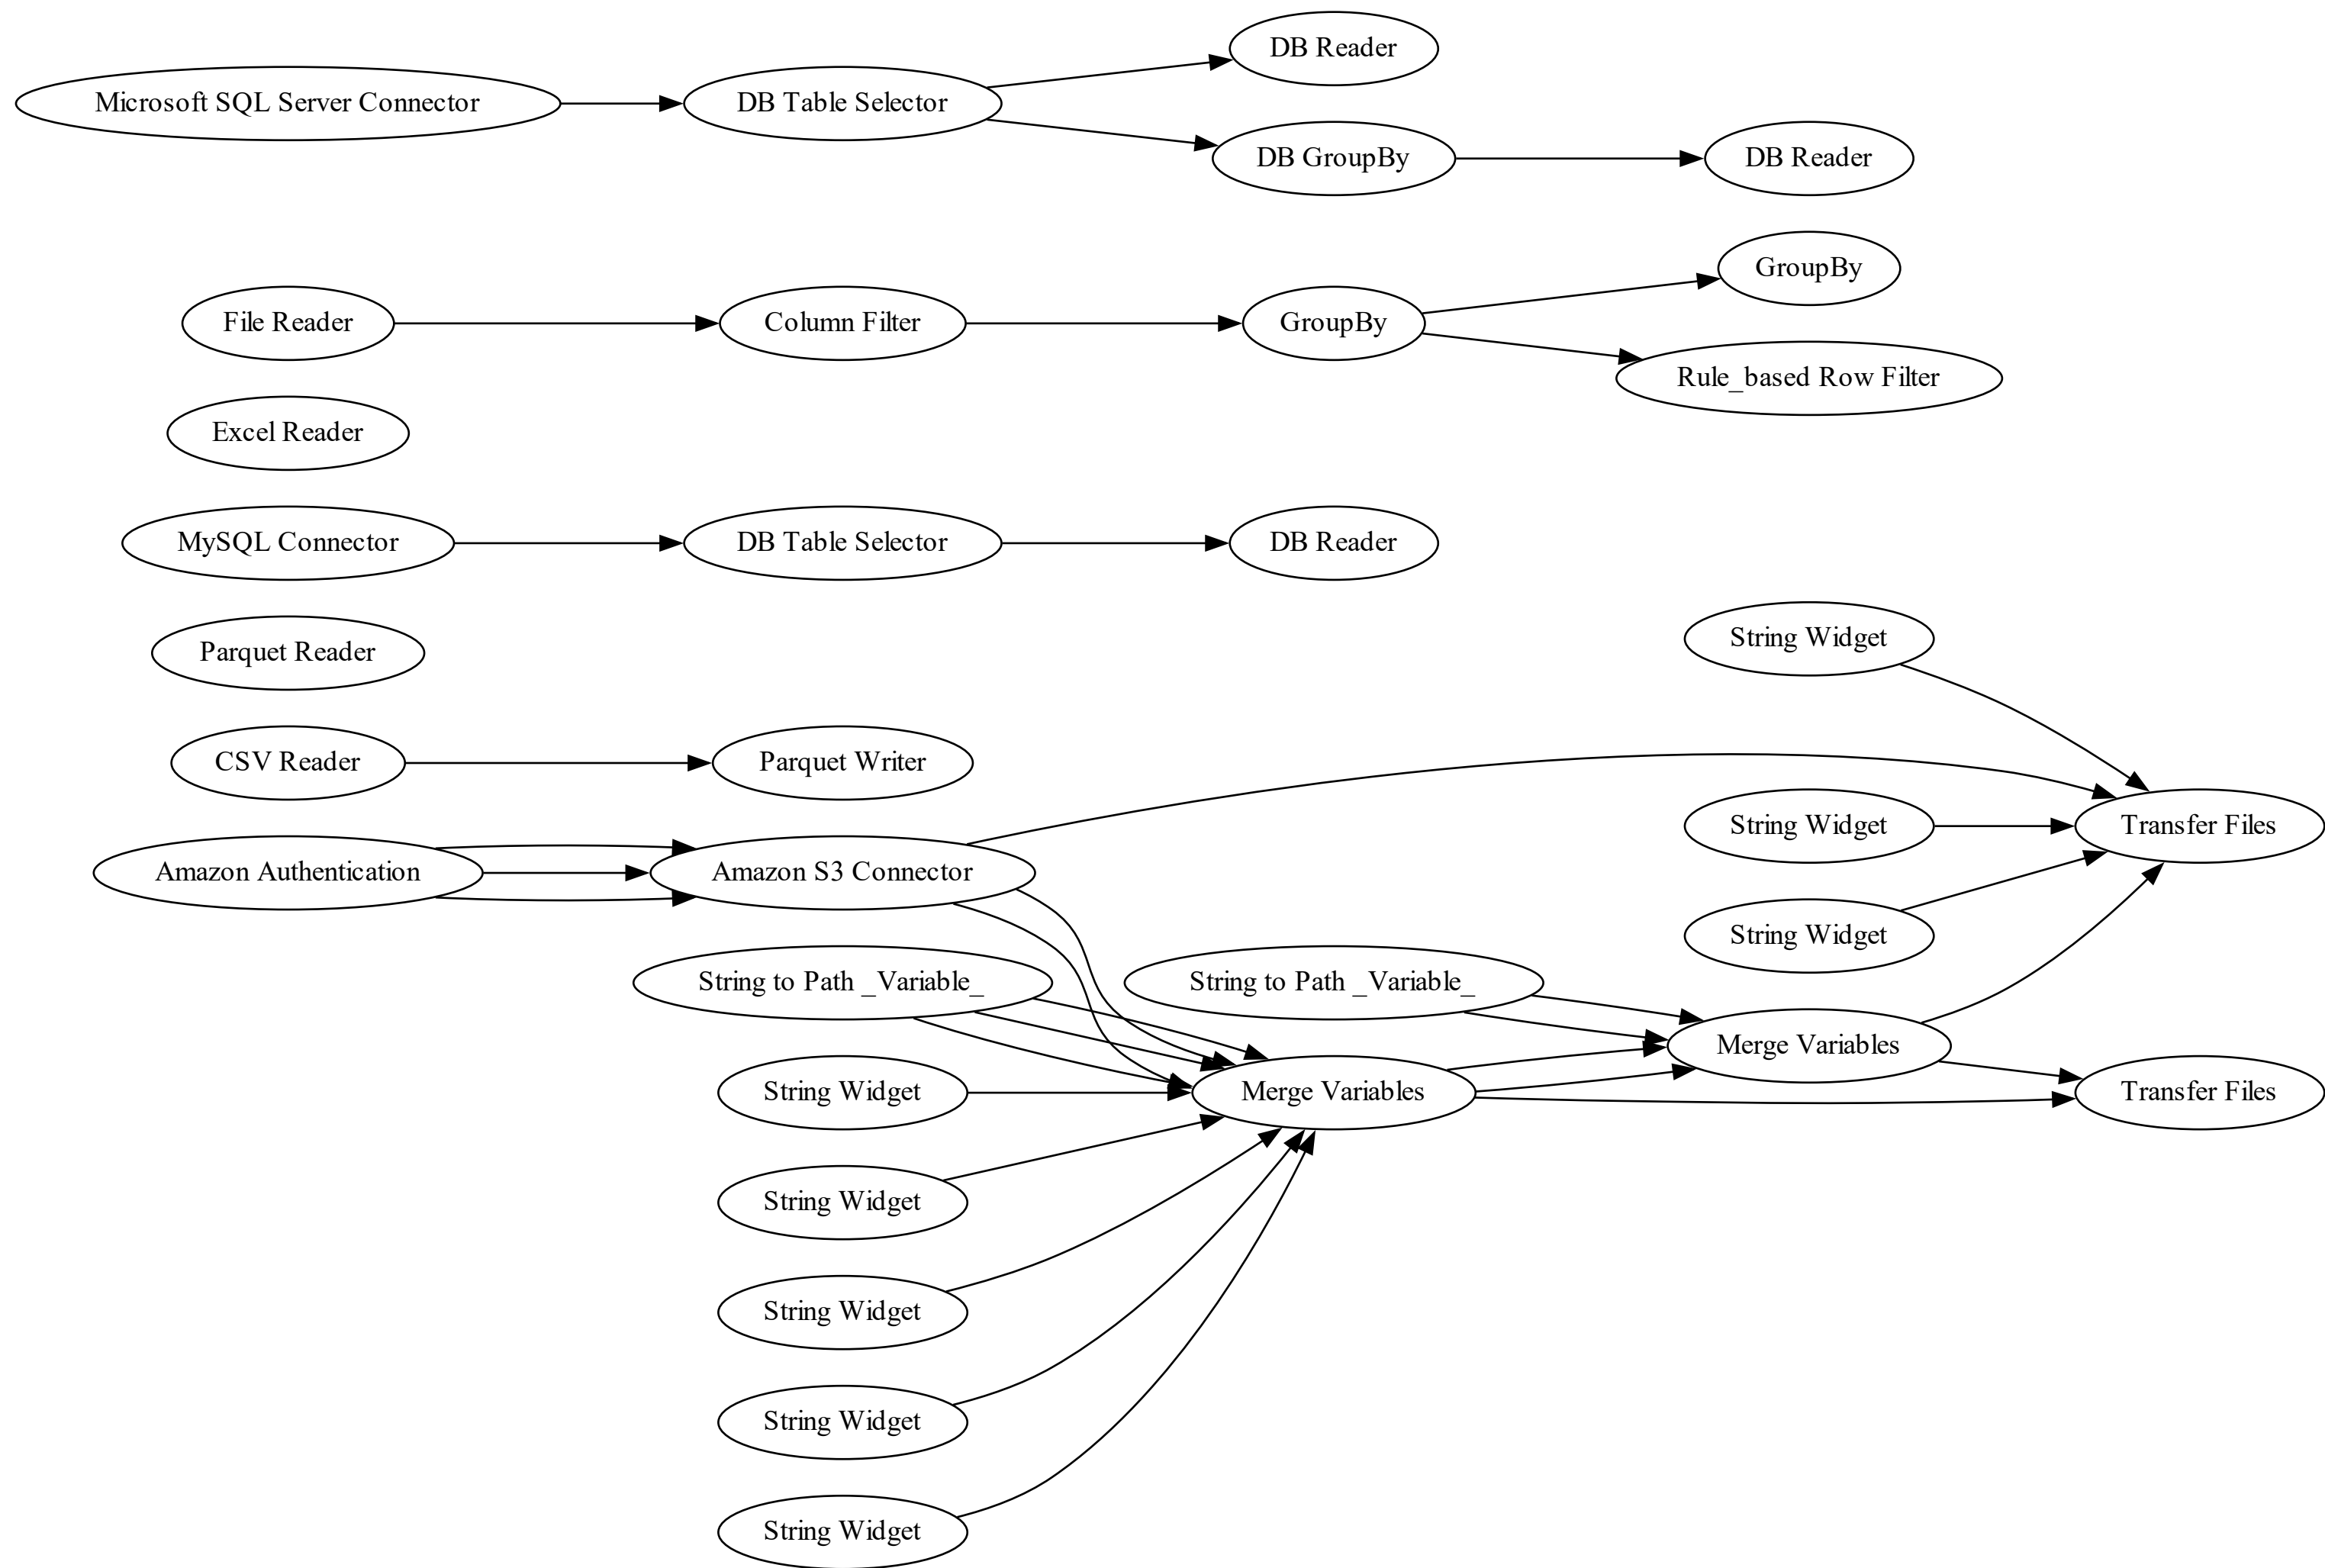 DB Reader
Microsoft SQL Server Connector
DB Table Selector
DB GroupBy
DB Reader
GroupBy
File Reader
Column Filter
GroupBy
Rule_based Row Filter
Excel Reader
MySQL Connector
DB Table Selector
DB Reader
Parquet Reader
String Widget
CSV Reader
Parquet Writer
String Widget
Transfer Files
Amazon Authentication
Amazon S3 Connector
String Widget
String to Path _Variable_
String to Path _Variable_
Merge Variables
String Widget
Merge Variables
Transfer Files
String Widget
String Widget
String Widget
String Widget